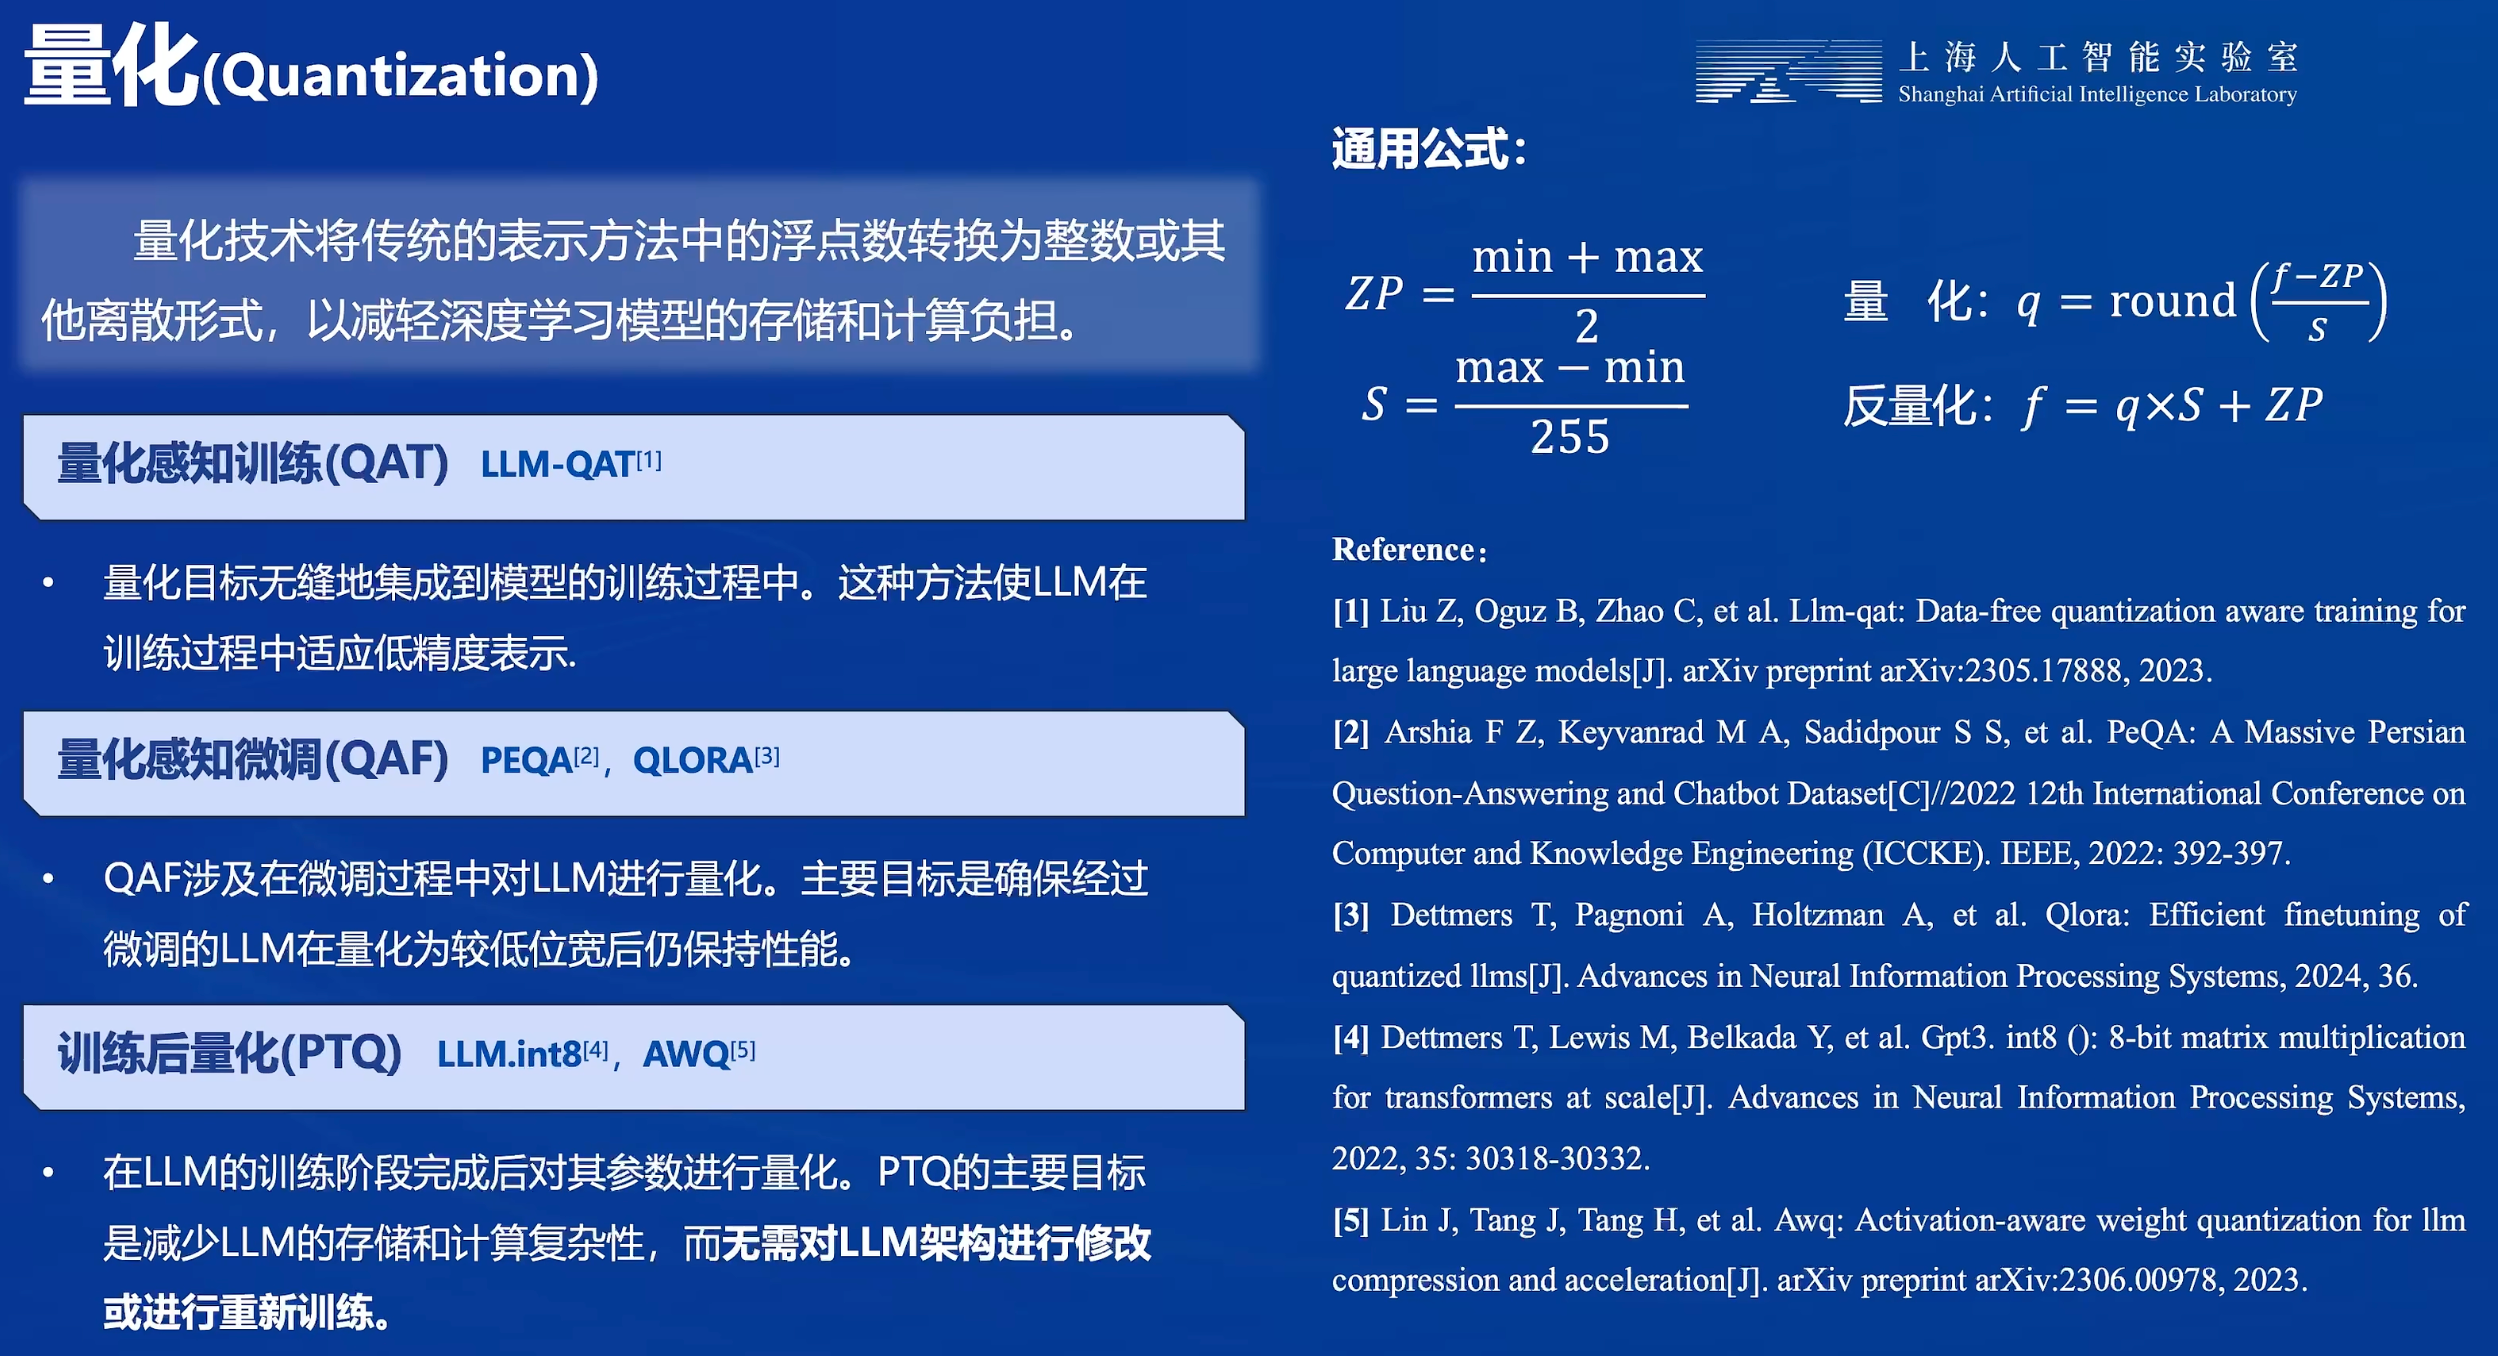 量化(Quantization)
上海人工智能实验室
Shanghai Artificial Intelligence Laboratory
量化技术将传统的表示方法中的浮点数转换为整数或其
他离散形式，以减轻深度学习模型的存储和计算负担。
量化感知训练(QAT) LLM-QAT[1]
• 量化目标无缝地集成到模型的训练过程中。这种方法使LLM在
训练过程中适应低精度表示.
量化感知微调(QAF) PEQA[2]，QLORA[3]
• QAF涉及在微调过程中对LLM进行量化。主要目标是确保经过
微调的LLM在量化为较低位宽后仍保持性能。
训练后量化(PTQ) LLM.int8[4]，AWQ[5]
• 在LLM的训练阶段完成后对其参数进行量化。PTQ的主要目标
是减少LLM的存储和计算复杂性，而无需对LLM架构进行修改
或进行重新训练。
通用公式：
ZP = (min + max) / 2
S = (max − min) / 255
量 化：q = round((f−ZP)/S)
反量化：f = q×S + ZP
Reference：
[1] Liu Z, Oguz B, Zhao C, et al. Llm-qat: Data-free quantization aware training for
large language models[J]. arXiv preprint arXiv:2305.17888, 2023.
[2] Arshia F Z, Keyvanrad M A, Sadidpour S S, et al. PeQA: A Massive Persian
Question-Answering and Chatbot Dataset[C]//2022 12th International Conference on
Computer and Knowledge Engineering (ICCKE). IEEE, 2022: 392-397.
[3] Dettmers T, Pagnoni A, Holtzman A, et al. Qlora: Efficient finetuning of
quantized llms[J]. Advances in Neural Information Processing Systems, 2024, 36.
[4] Dettmers T, Lewis M, Belkada Y, et al. Gpt3. int8 (): 8-bit matrix multiplication
for transformers at scale[J]. Advances in Neural Information Processing Systems,
2022, 35: 30318-30332.
[5] Lin J, Tang J, Tang H, et al. Awq: Activation-aware weight quantization for llm
compression and acceleration[J]. arXiv preprint arXiv:2306.00978, 2023.